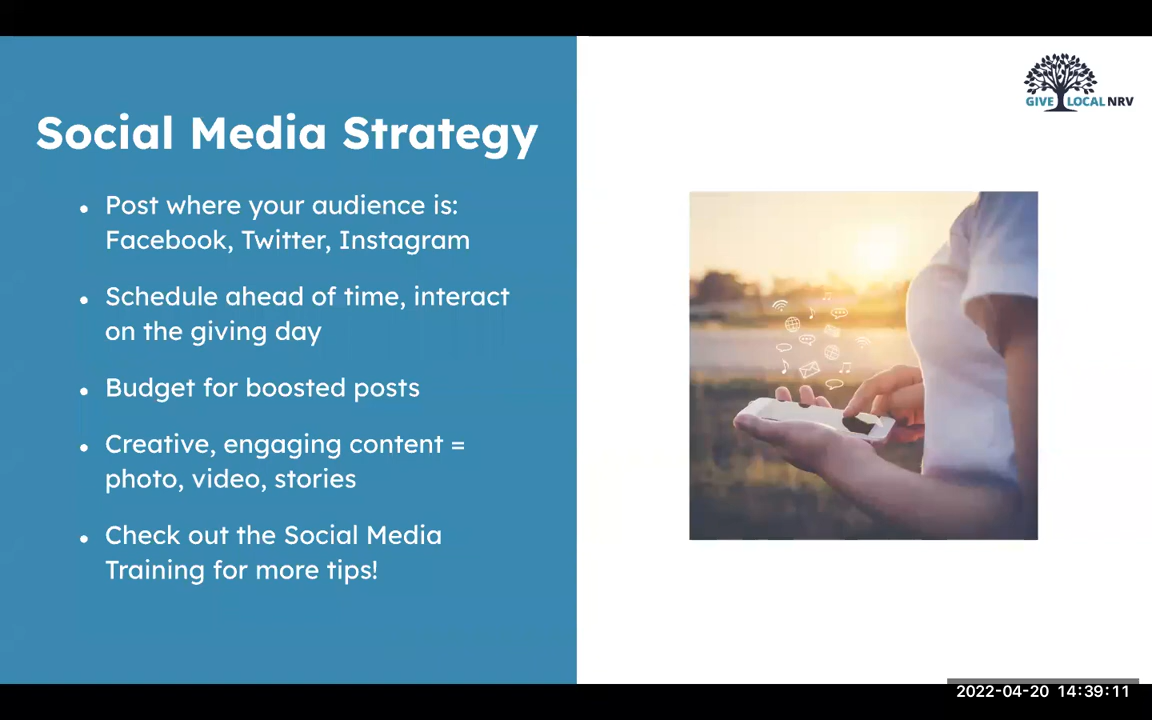 GIVE LOCAL NRV
Social Media Strategy
• Post where your audience is:
Facebook, Twitter, Instagram
• Schedule ahead of time, interact
on the giving day
• Budget for boosted posts
• Creative, engaging content =
photo, video, stories
• Check out the Social Media
Training for more tips!
2022-04-20 14:39:11